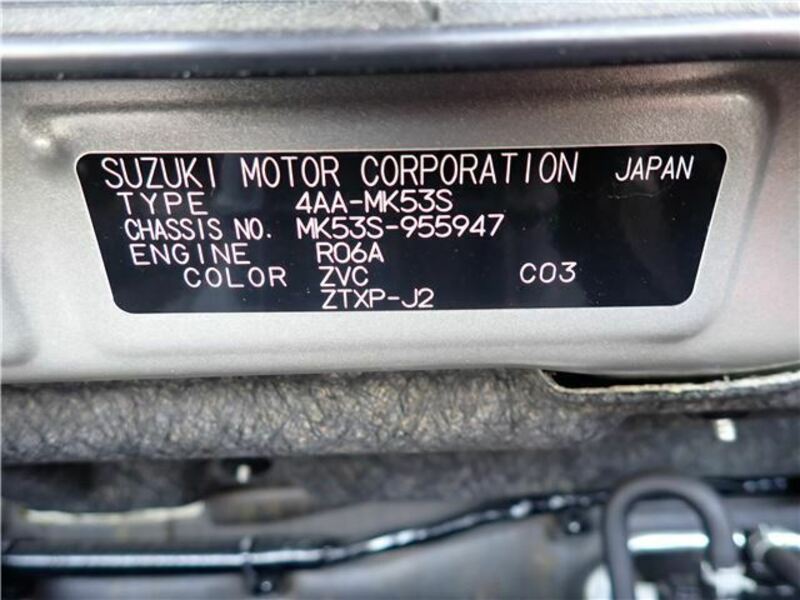 SUZUKI MOTOR CORPORATION JAPAN
TYPE 4AA-MK53S
CHASSIS NO. MK53S-955947
ENGINE R06A
COLOR ZVC C03
ZTXP-J2